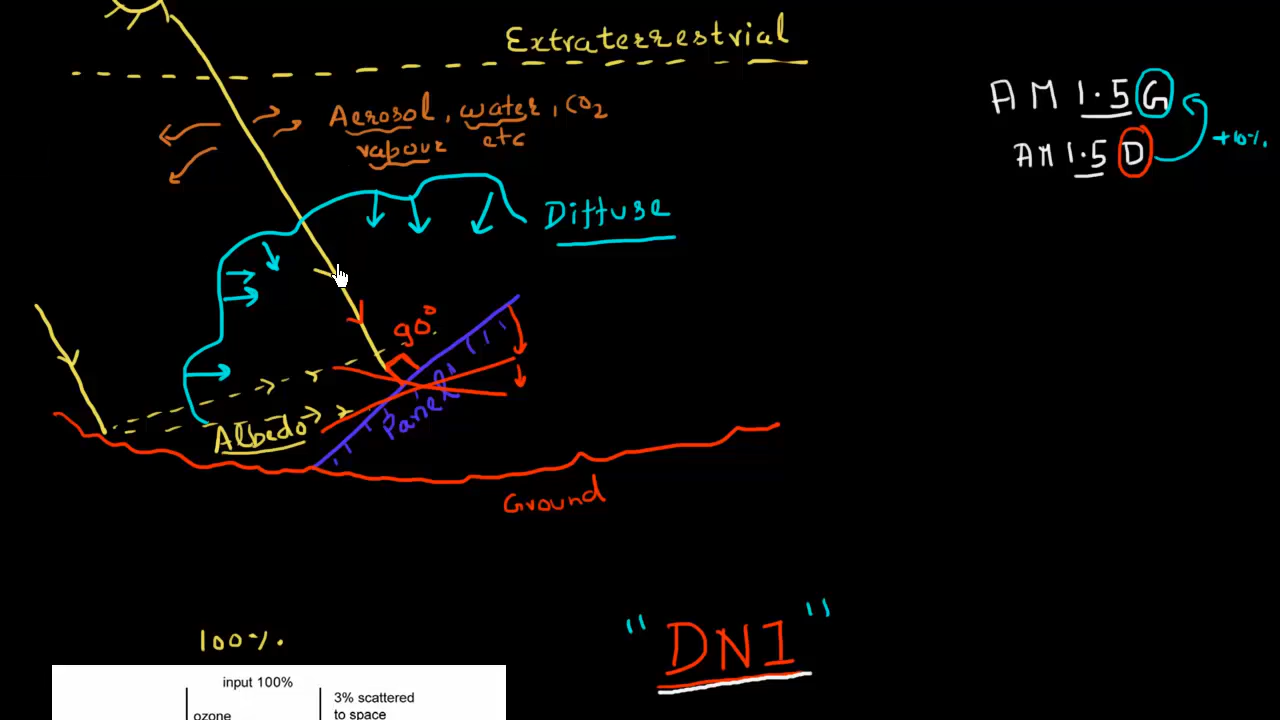 Extraterrestrial
Aerosol, water, CO2
vapour etc
AM 1.5 G
AM 1.5 D
+10%.
Diffuse
90°
Panel
Albedo
Ground
100%.
"DNI"
input 100%
ozone
3% scattered
to space